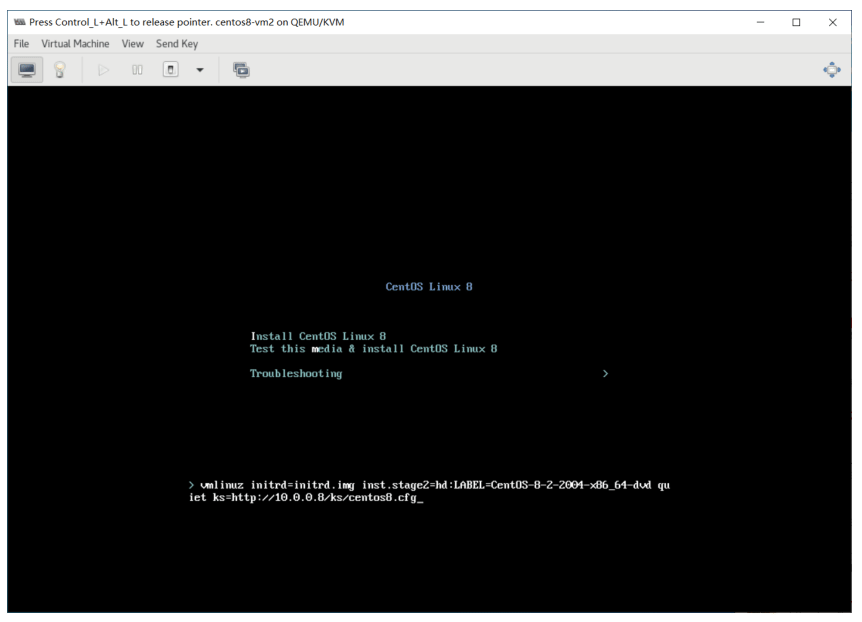 Press Control_L+Alt_L to release pointer. centos8-vm2 on QEMU/KVM
File Virtual Machine View Send Key
CentOS Linux 8
Install CentOS Linux 8
Test this media & install CentOS Linux 8
Troubleshooting >
> vmlinuz initrd=initrd.img inst.stage2=hd:LABEL=CentOS-8-2-2004-x86_64-dvd qu
iet ks=http://10.0.0.8/ks/centos8.cfg_